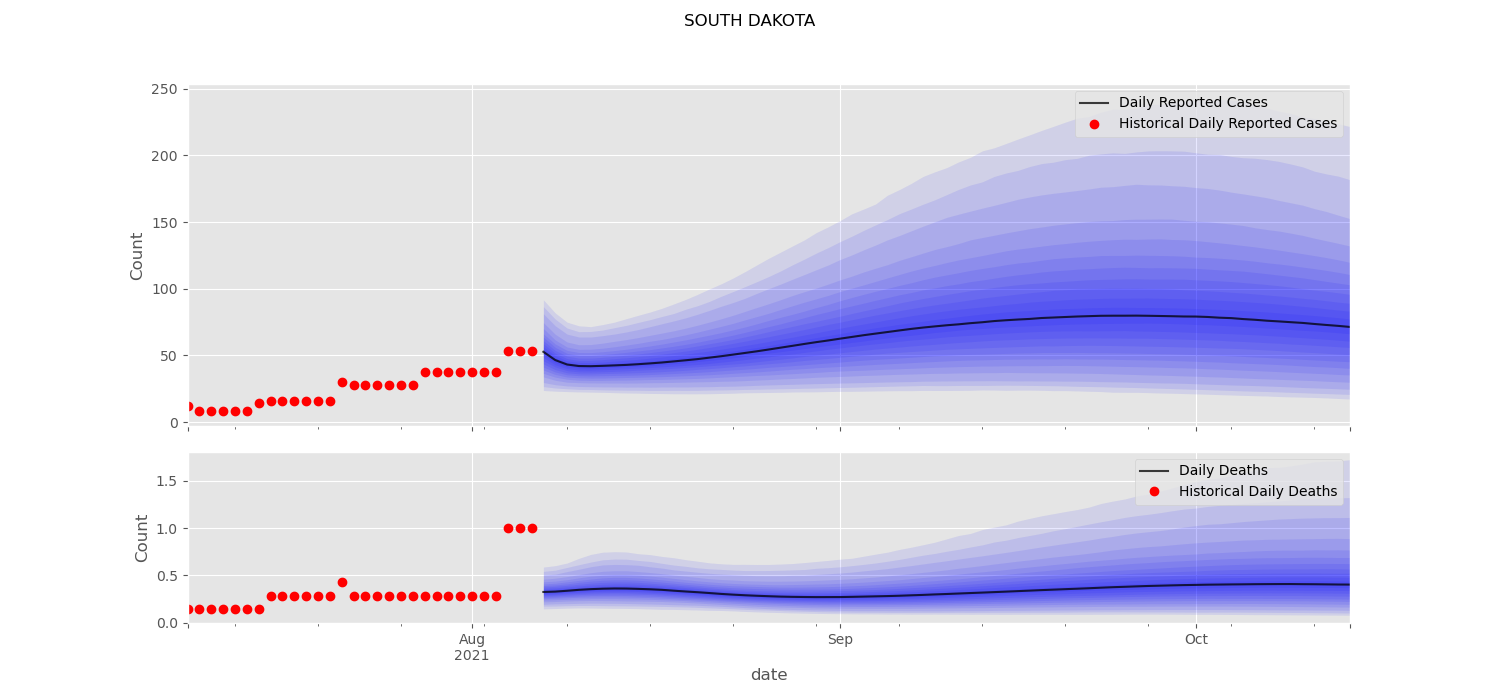 SOUTH DAKOTA
250
200
150
100
50
0
Count
Daily Reported Cases
Historical Daily Reported Cases
1.5
1.0
0.5
0.0
Count
Daily Deaths
Historical Daily Deaths
Aug
2021
Sep
Oct
date